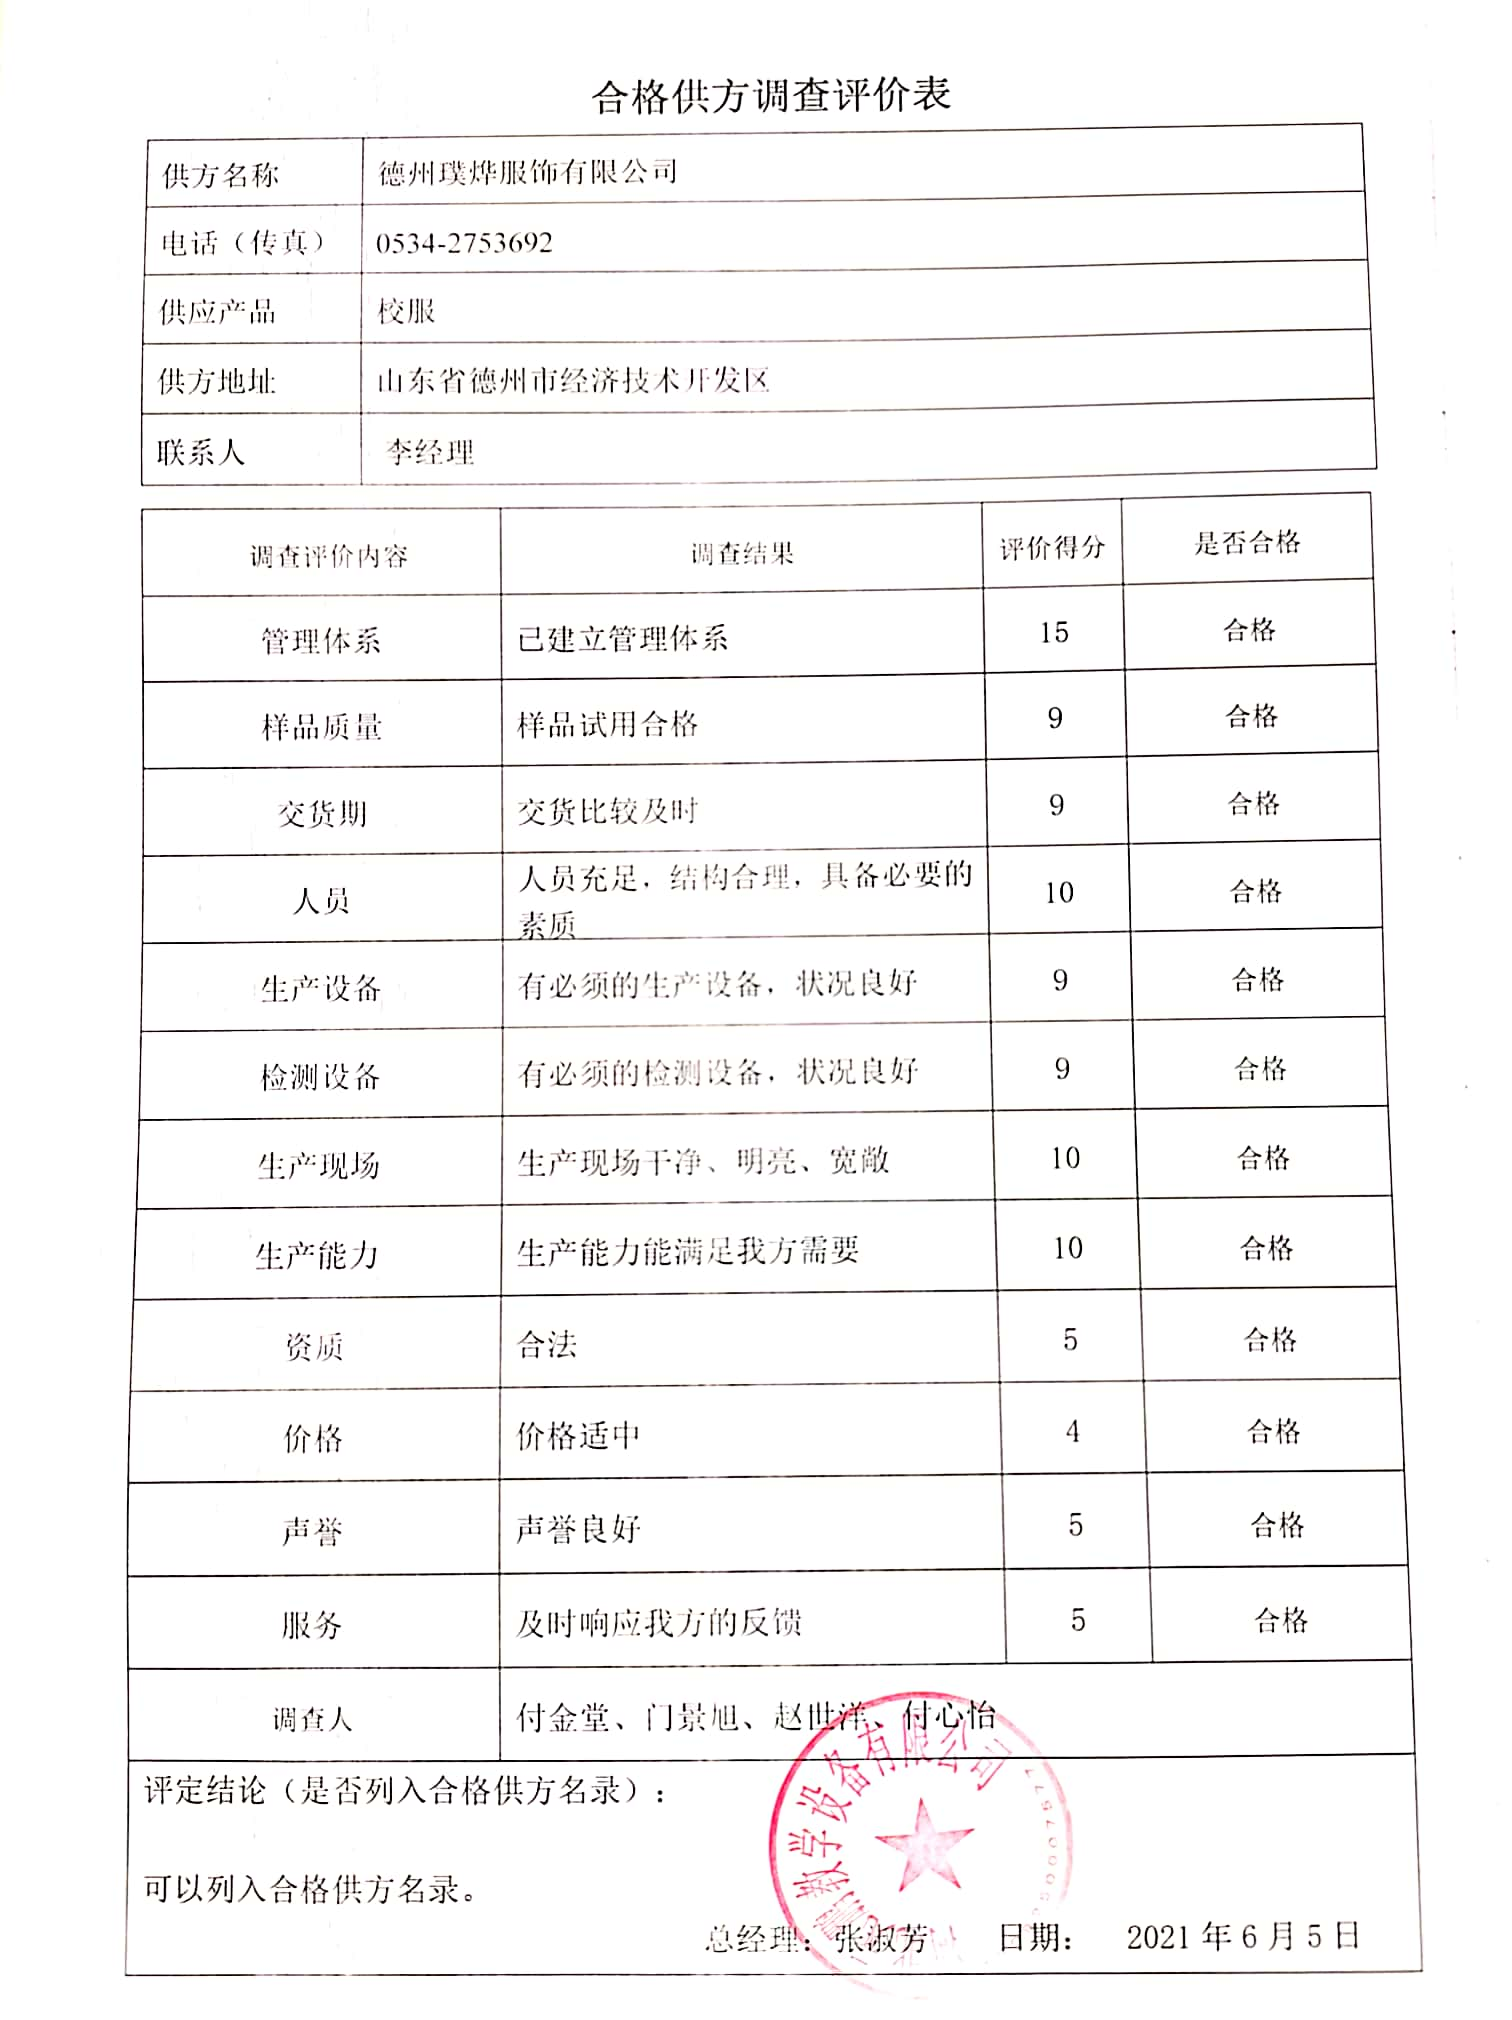 合格供方调查评价表
供方名称 德州璞烨服饰有限公司
电话（传真） 0534-2753692
供应产品 校服
供方地址 山东省德州市经济技术开发区
联系人 李经理
调查评价内容 调查结果 评价得分 是否合格
管理体系 已建立管理体系 15 合格
样品质量 样品试用合格 9 合格
交货期 交货比较及时 9 合格
人员 人员充足，结构合理，具备必要的 10 合格
素质
生产设备 有必须的生产设备，状况良好 9 合格
检测设备 有必须的检测设备，状况良好 9 合格
生产现场 生产现场干净、明亮、宽敞 10 合格
生产能力 生产能力能满足我方需要 10 合格
资质 合法 5 合格
价格 价格适中 4 合格
声誉 声誉良好 5 合格
服务 及时响应我方的反馈 5 合格
调查人 付金堂、门景旭、赵世洋、付心怡
评定结论（是否列入合格供方名录）：
可以列入合格供方名录。
总经理：张淑芳 日期： 2021年6月5日
教学设备有限公司